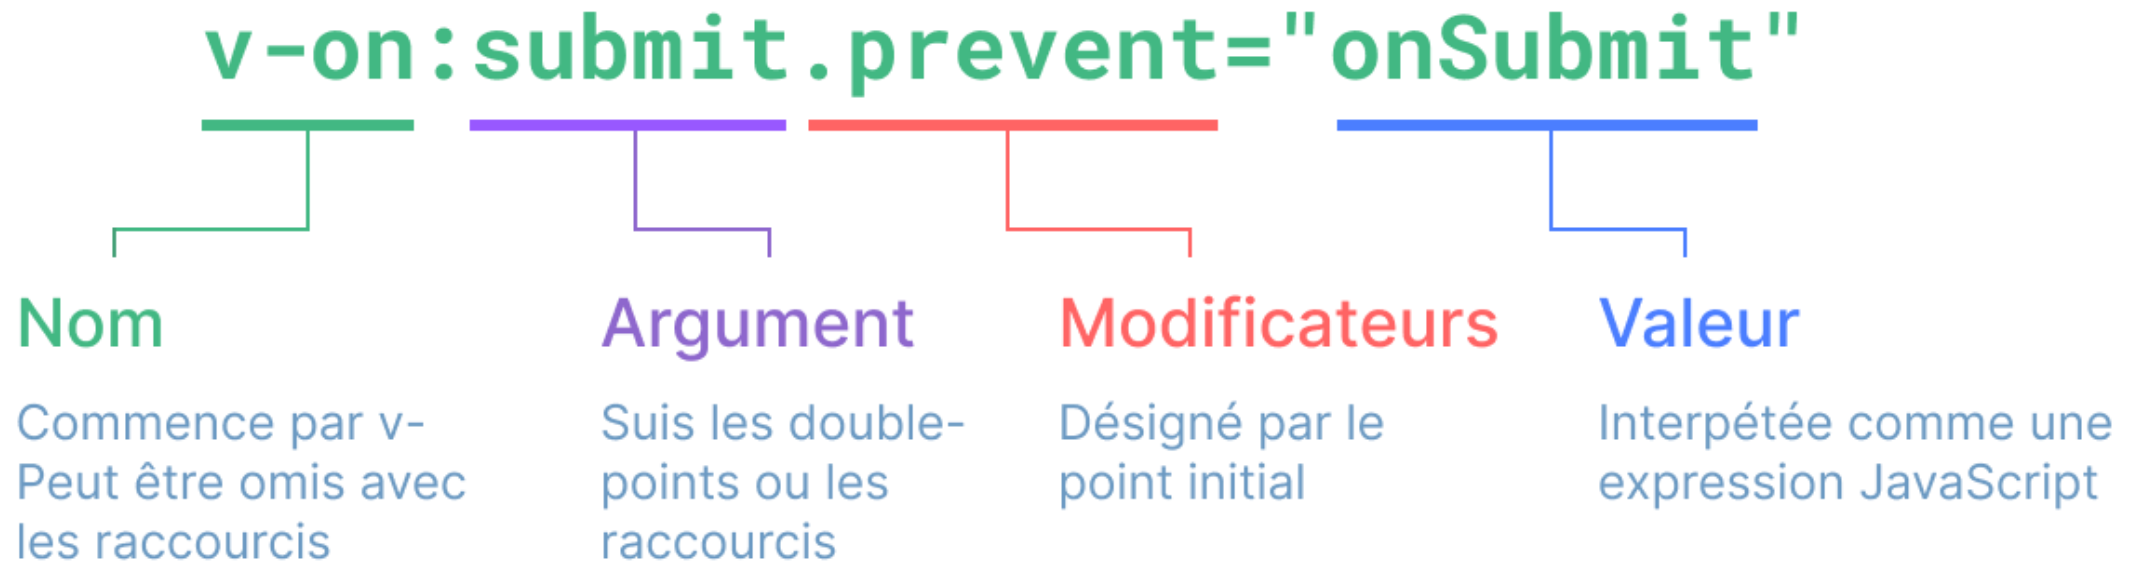 v-on:submit.prevent="onSubmit"
Nom
Commence par v-
Peut être omis avec
les raccourcis
Argument
Suis les double-
points ou les
raccourcis
Modificateurs
Désigné par le
point initial
Valeur
Interpétée comme une
expression JavaScript